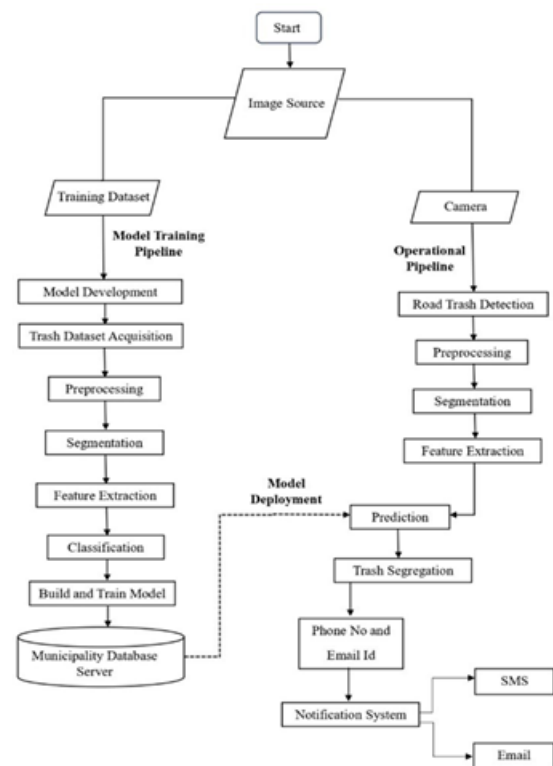 Start
Image Source
Training Dataset
Camera
Model Training
Pipeline
Operational
Pipeline
Model Development
Road Trash Detection
Trash Dataset Acquisition
Preprocessing
Preprocessing
Segmentation
Segmentation
Feature Extraction
Feature Extraction
Model
Deployment
Prediction
Classification
Trash Segregation
Build and Train Model
Phone No and
Email Id
Municipality Database
Server
SMS
Notification System
Email